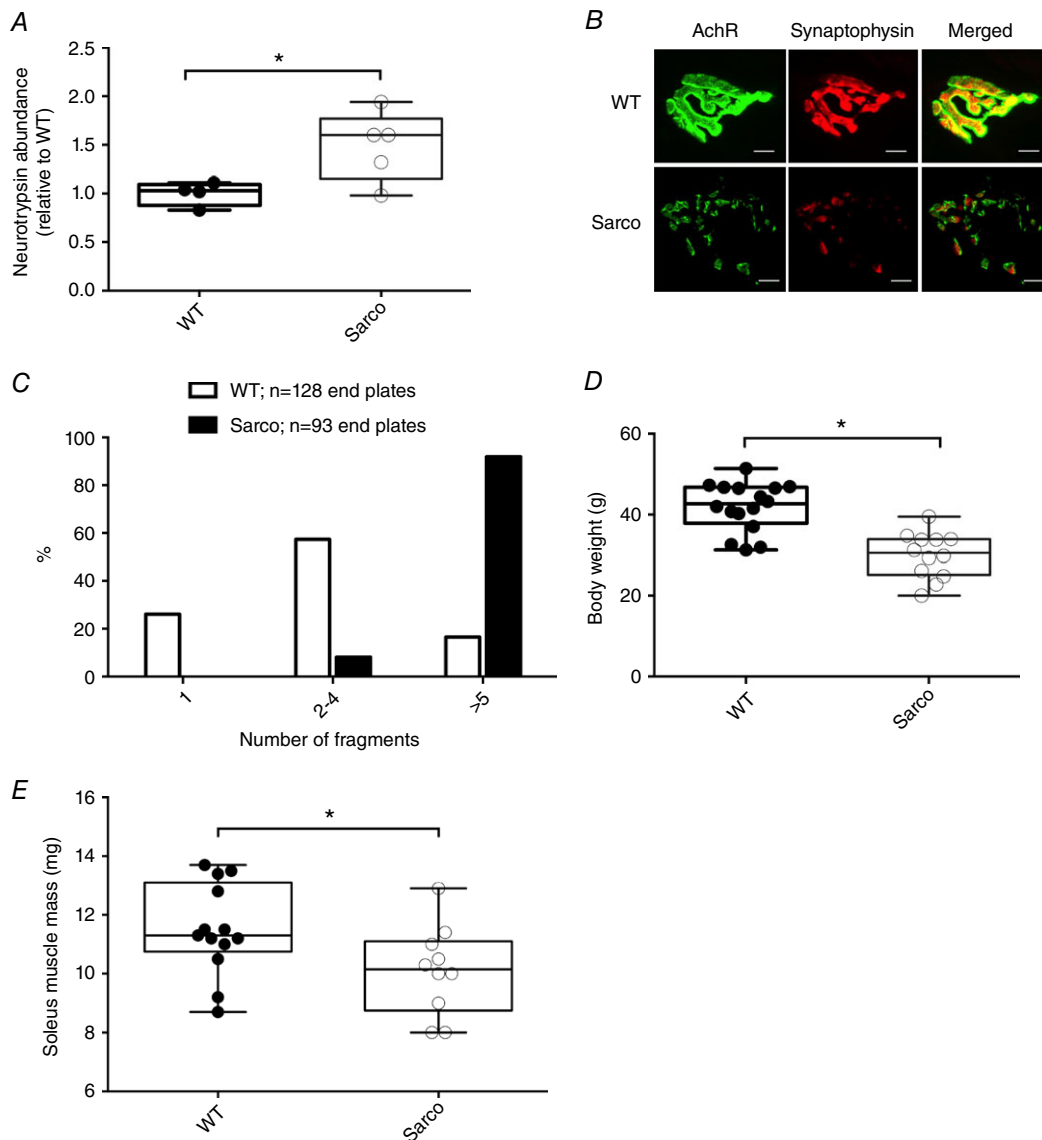 A
Neurotrypsin abundance
(relative to WT)
2.5
2.0
1.5
1.0
0.5
0.0
*
WT
Sarco
B
AchR
Synaptophysin
Merged
WT
Sarco
C
WT; n=128 end plates
Sarco; n=93 end plates
%
100
80
60
40
20
0
1
2-4
>5
Number of fragments
D
Body weight (g)
60
40
20
0
*
WT
Sarco
E
Soleus muscle mass (mg)
16
14
12
10
8
6
*
WT
Sarco